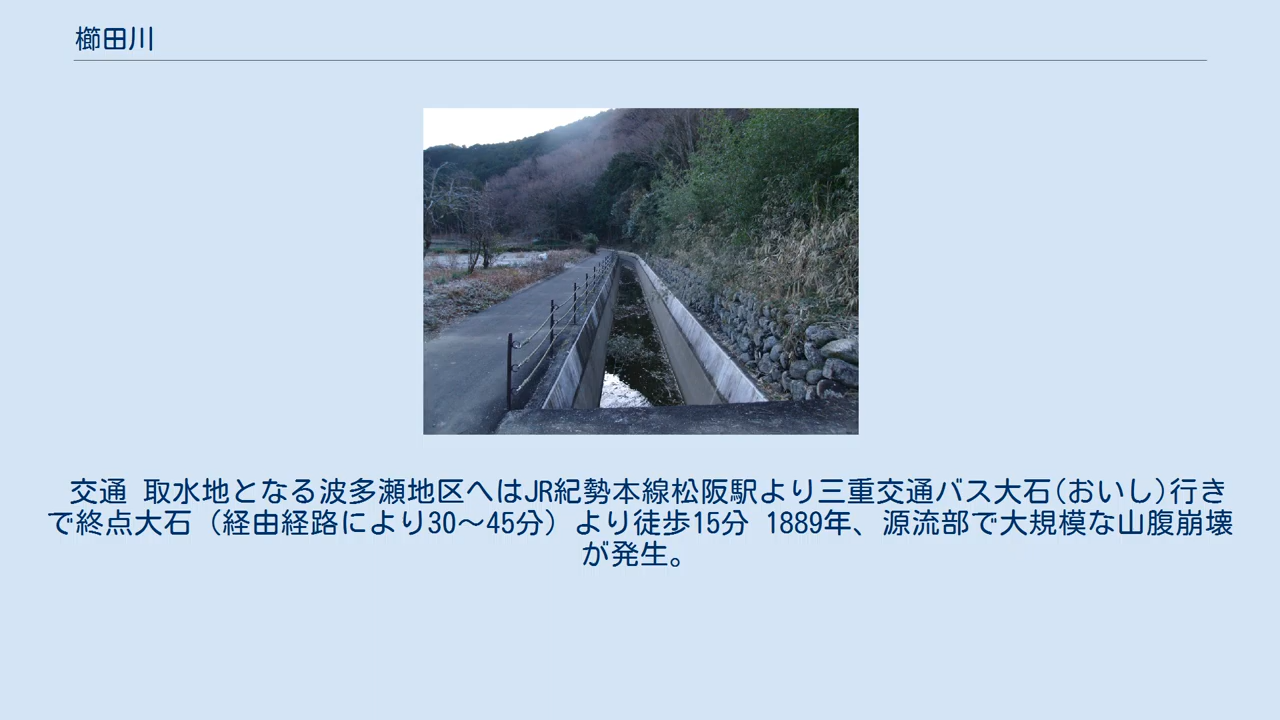 櫛田川
交通 取水地となる波多瀬地区へはJR紀勢本線松阪駅より三重交通バス大石(おいし)行き
で終点大石（経由経路により30～45分）より徒歩15分 1889年、源流部で大規模な山腹崩壊
が発生。